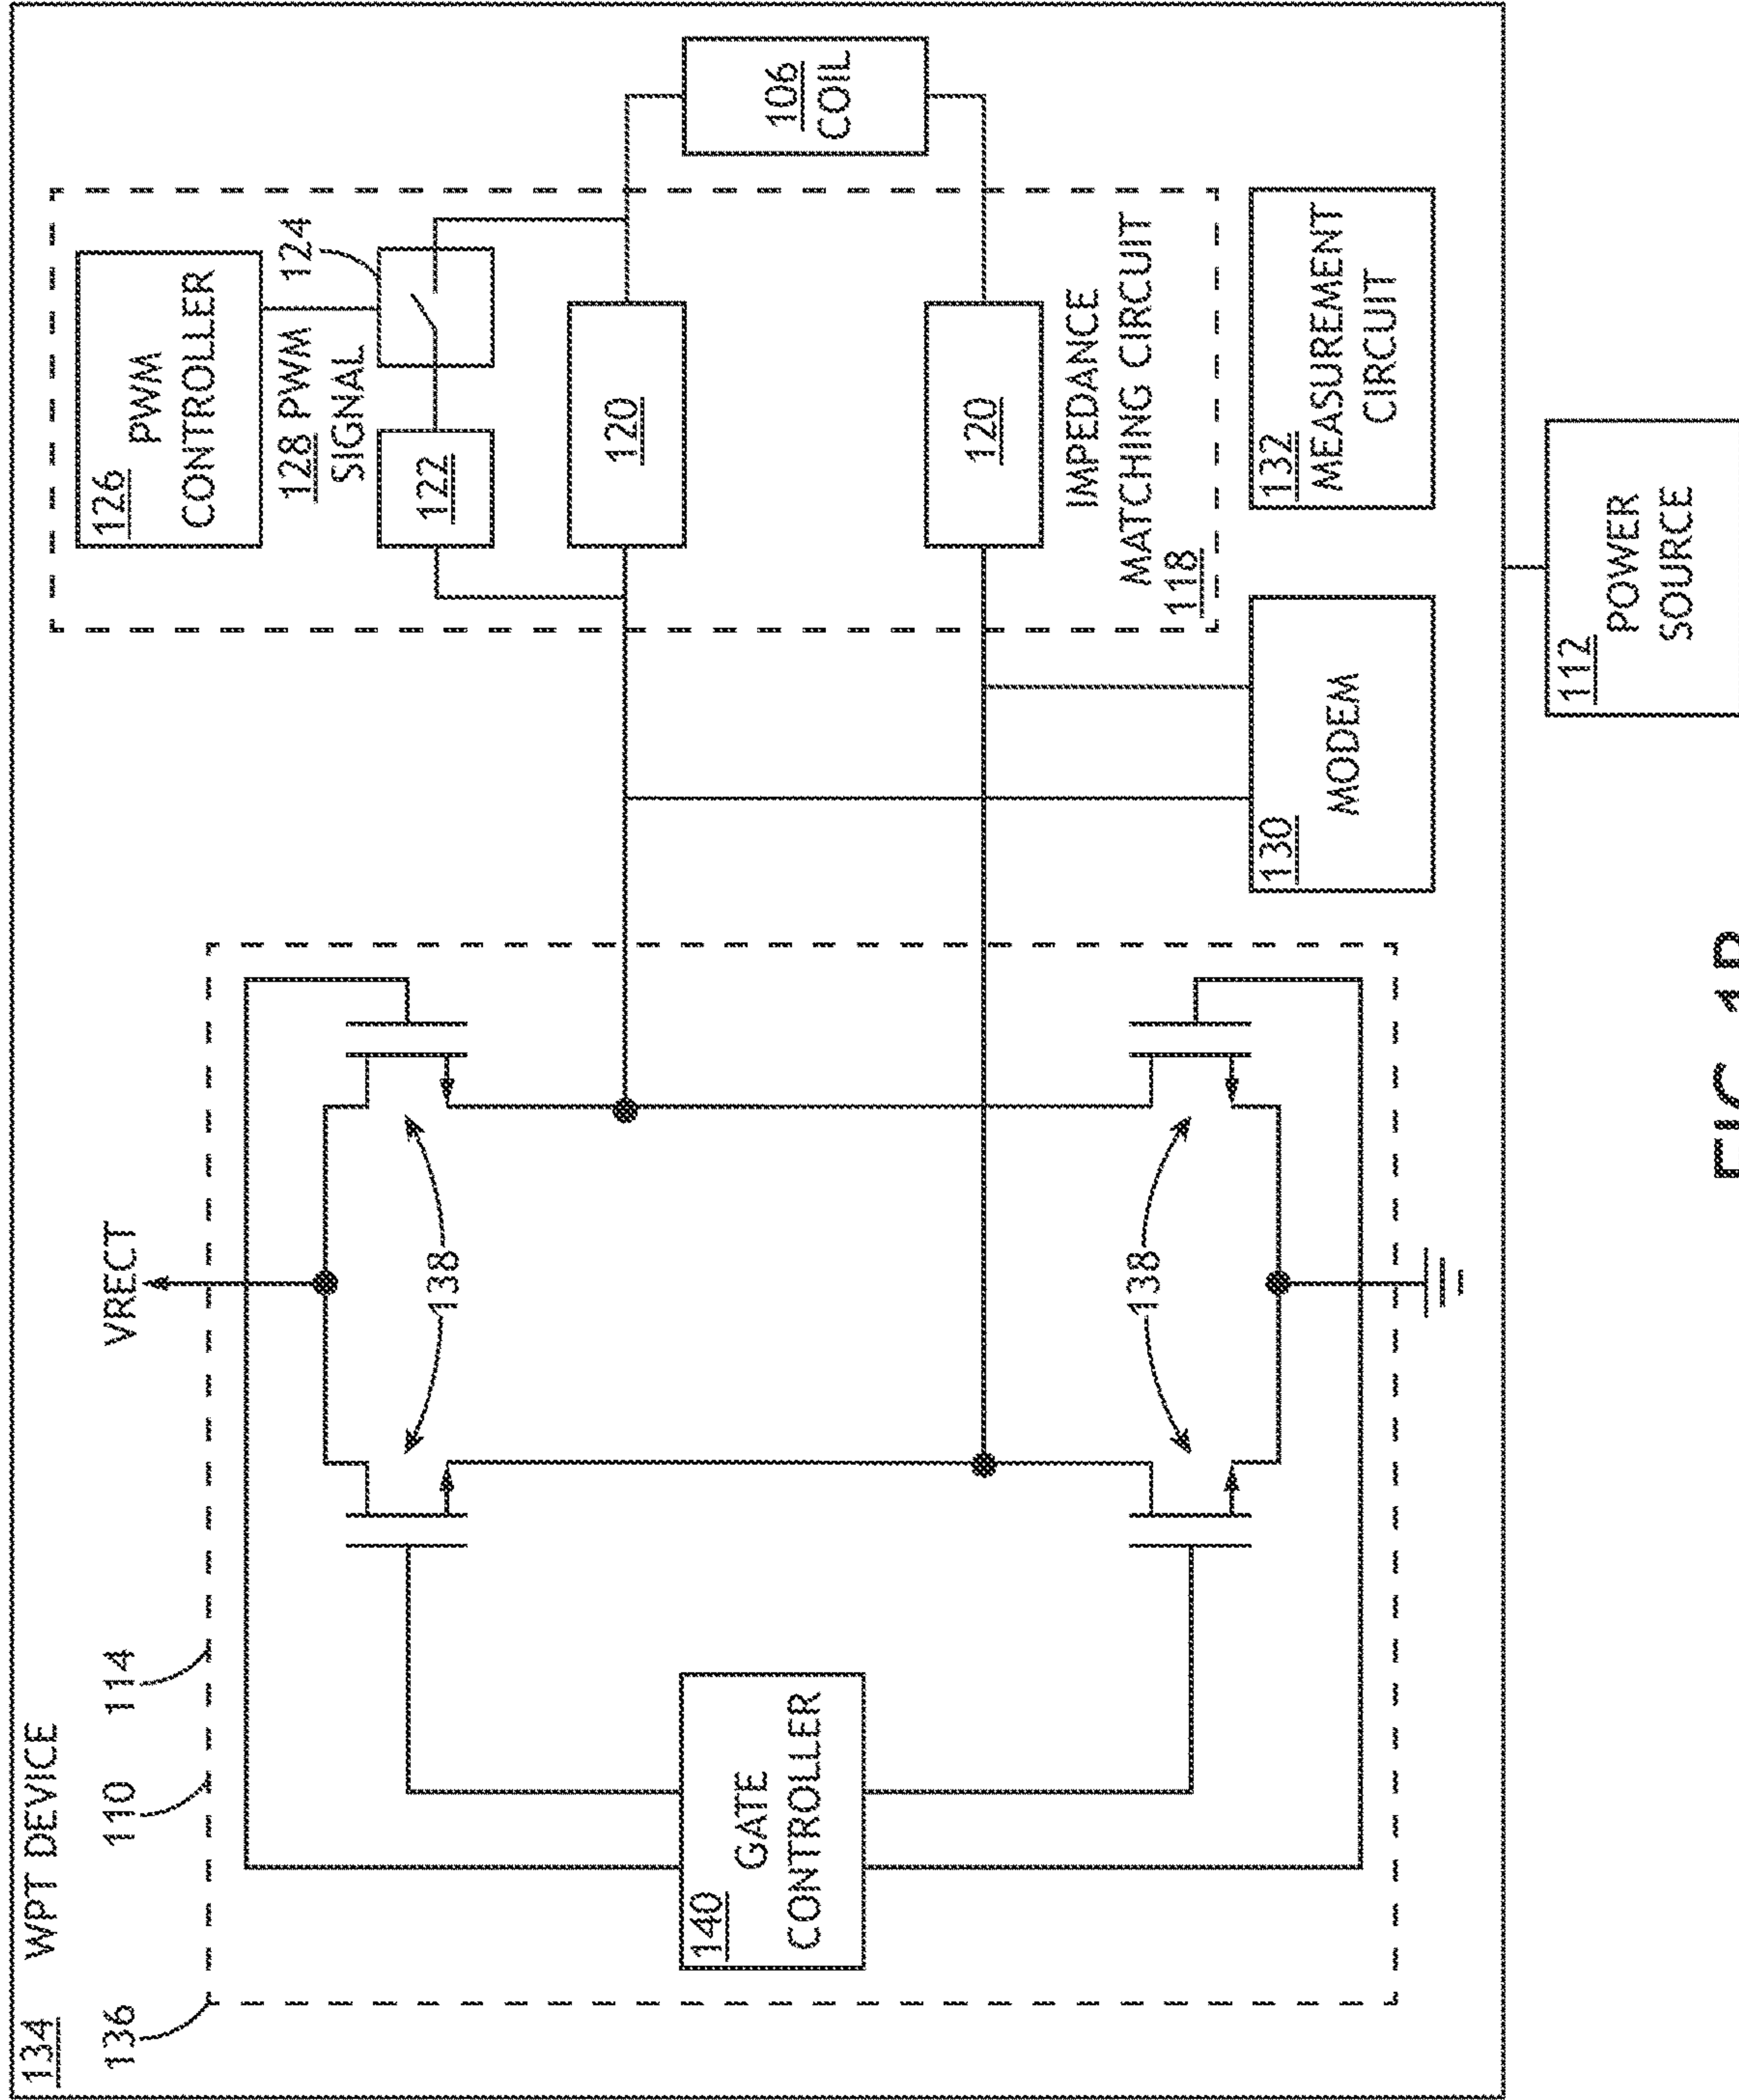 134 WPT DEVICE
136
110
114
VRECT
138
138
140
GATE
CONTROLLER
126
PWM
CONTROLLER
128 PWM
SIGNAL
124
122
120
120
IMPEDANCE
MATCHING CIRCUIT
118
106
COIL
130
MODEM
132
MEASUREMENT
CIRCUIT
112
POWER
SOURCE